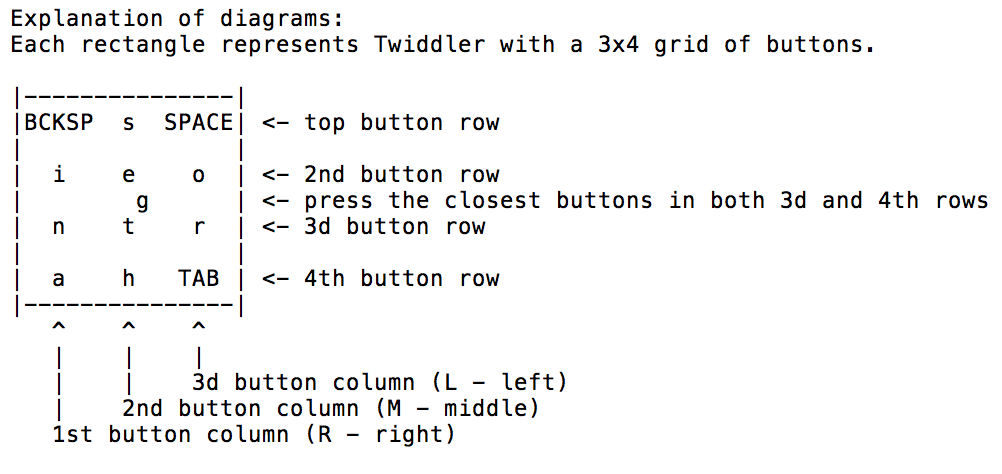 Explanation of diagrams:
Each rectangle represents Twiddler with a 3x4 grid of buttons.
|---------------|
|BCKSP  s  SPACE| <- top button row
|               |
|  i    e    o  | <- 2nd button row
|        g      | <- press the closest buttons in both 3d and 4th rows
|  n    t    r  | <- 3d button row
|               |
|  a    h   TAB | <- 4th button row
|---------------|
   ^    ^    ^
   |    |    |
   |    |    3d button column (L - left)
   |    2nd button column (M - middle)
   1st button column (R - right)